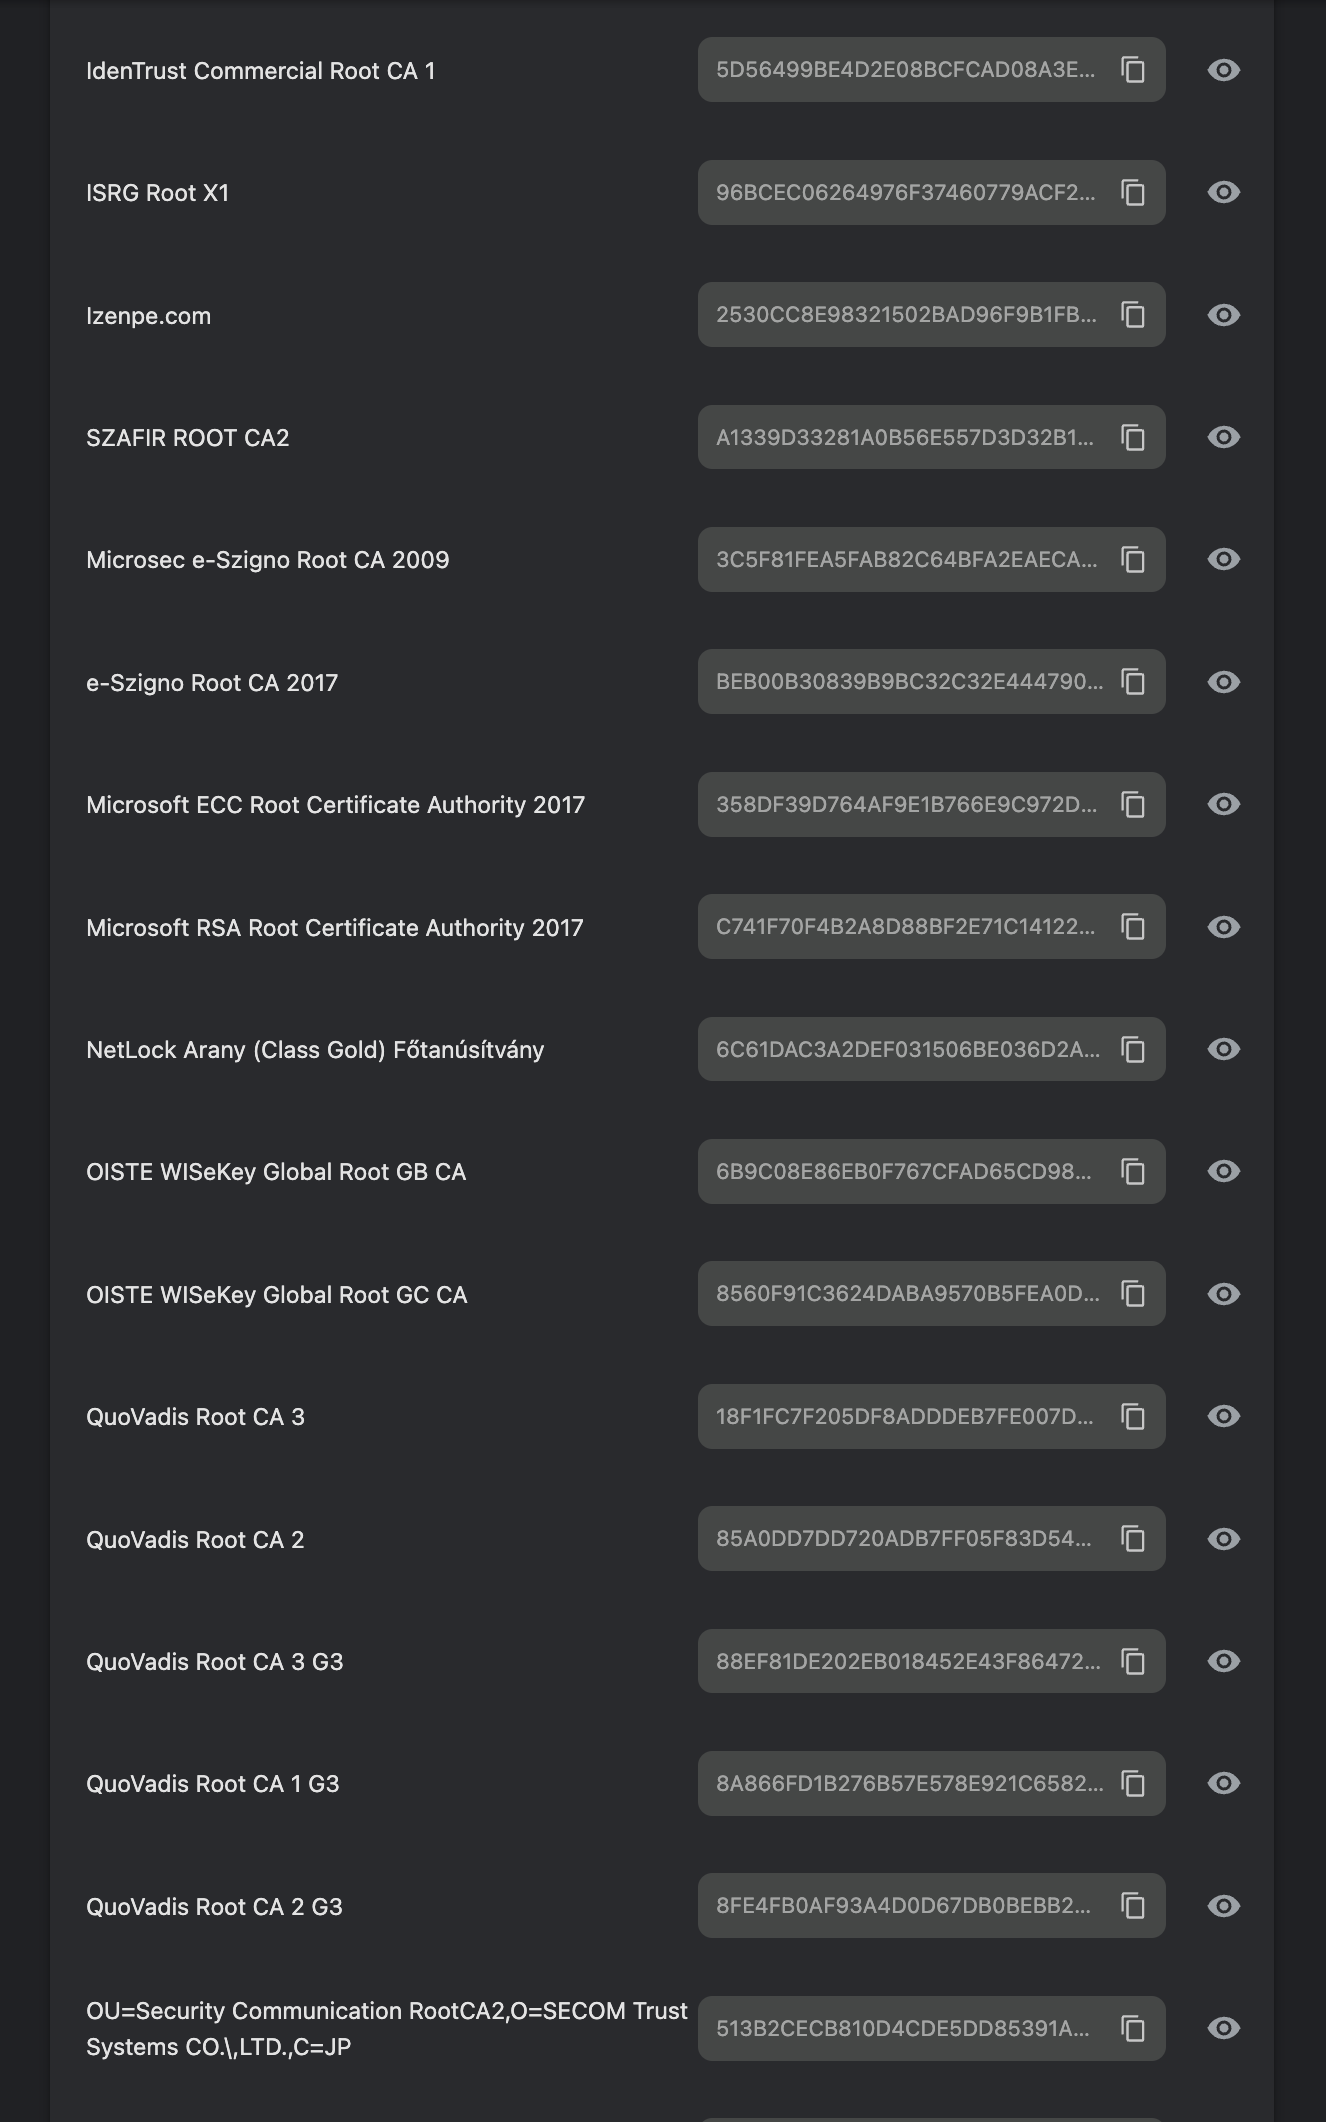 IdenTrust Commercial Root CA 1
5D56499BE4D2E08BCFCAD08A3E...
ISRG Root X1
96BCEC06264976F37460779ACF2...
Izenpe.com
2530CC8E98321502BAD96F9B1FB...
SZAFIR ROOT CA2
A1339D33281A0B56E557D3D32B1...
Microsec e-Szigno Root CA 2009
3C5F81FEA5FAB82C64BFA2EAECA...
e-Szigno Root CA 2017
BEB00B30839B9BC32C32E444790...
Microsoft ECC Root Certificate Authority 2017
358DF39D764AF9E1B766E9C972D...
Microsoft RSA Root Certificate Authority 2017
C741F70F4B2A8D88BF2E71C14122...
NetLock Arany (Class Gold) Főtanúsítvány
6C61DAC3A2DEF031506BE036D2A...
OISTE WISeKey Global Root GB CA
6B9C08E86EB0F767CFAD65CD98...
OISTE WISeKey Global Root GC CA
8560F91C3624DABA9570B5FEA0D...
QuoVadis Root CA 3
18F1FC7F205DF8ADDDEB7FE007D...
QuoVadis Root CA 2
85A0DD7DD720ADB7FF05F83D54...
QuoVadis Root CA 3 G3
88EF81DE202EB018452E43F86472...
QuoVadis Root CA 1 G3
8A866FD1B276B57E578E921C6582...
QuoVadis Root CA 2 G3
8FE4FB0AF93A4D0D67DB0BEBB2...
OU=Security Communication RootCA2,O=SECOM Trust
Systems CO.\,LTD.,C=JP
513B2CECB810D4CDE5DD85391A...